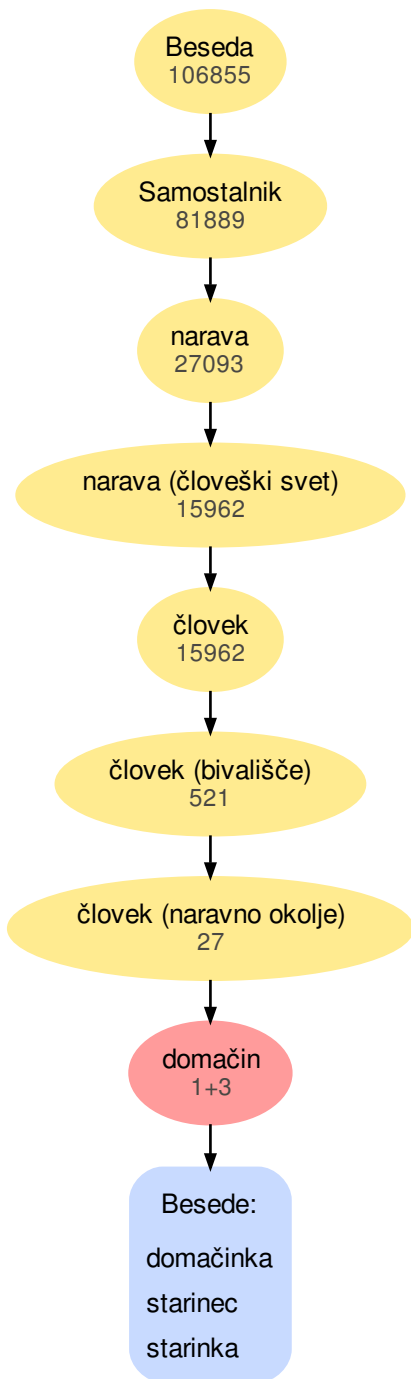 Beseda
106855
Samostalnik
81889
narava
27093
narava (človeški svet)
15962
človek
15962
človek (bivališče)
521
človek (naravno okolje)
27
domačin
1+3
Besede:
domačinka
starinec
starinka